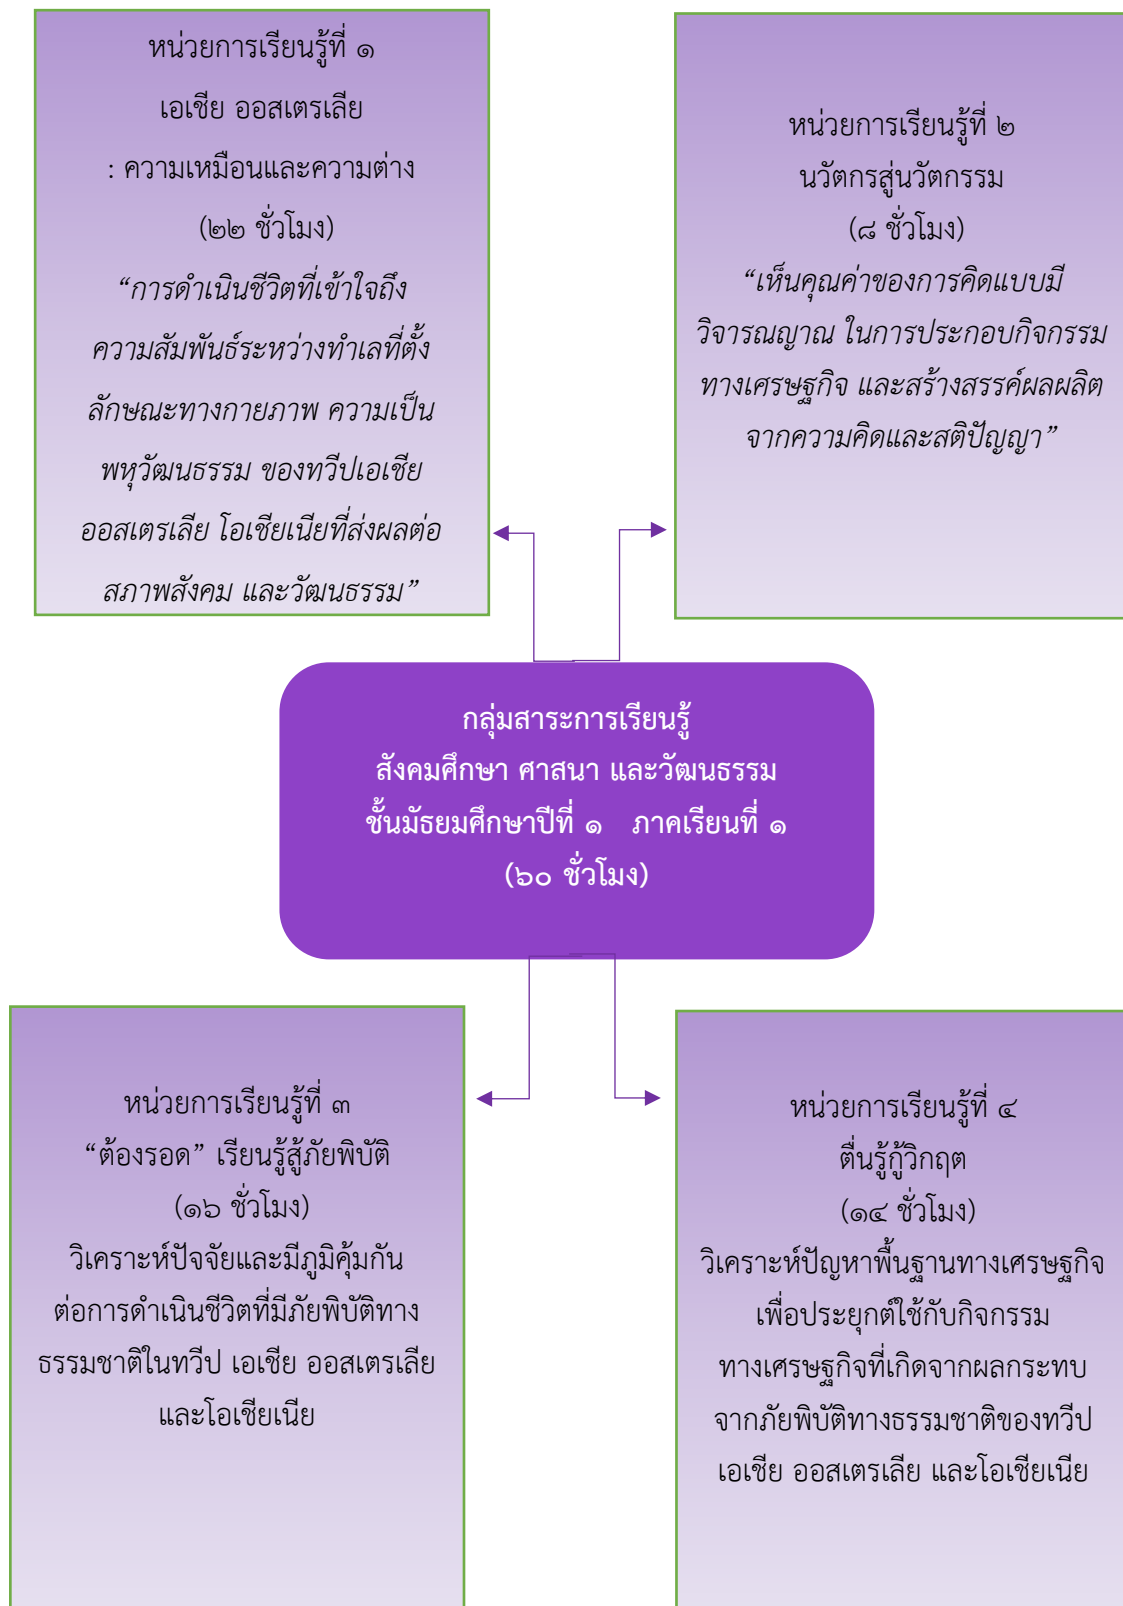 หน่วยการเรียนรู้ที่ ๑
เอเชีย ออสเตรเลีย
: ความเหมือนและความต่าง
(๒๒ ชั่วโมง)
“การดำเนินชีวิตที่เข้าใจถึง
ความสัมพันธ์ระหว่างทำเลที่ตั้ง
ลักษณะทางกายภาพ ความเป็น
พหุวัฒนธรรม ของทวีปเอเชีย
ออสเตรเลีย โอเชียเนียที่ส่งผลต่อ
สภาพสังคม และวัฒนธรรม”
หน่วยการเรียนรู้ที่ ๒
นวัตกรสู่นวัตกรรม
(๘ ชั่วโมง)
“เห็นคุณค่าของการคิดแบบมี
วิจารณญาณ ในการประกอบกิจกรรม
ทางเศรษฐกิจ และสร้างสรรค์ผลผลิต
จากความคิดและสติปัญญา”
กลุ่มสาระการเรียนรู้
สังคมศึกษา ศาสนา และวัฒนธรรม
ชั้นมัธยมศึกษาปีที่ ๑ ภาคเรียนที่ ๑
(๖๐ ชั่วโมง)
หน่วยการเรียนรู้ที่ ๓
“ต้องรอด” เรียนรู้สู้ภัยพิบัติ
(๑๖ ชั่วโมง)
วิเคราะห์ปัจจัยและมีภูมิคุ้มกัน
ต่อการดำเนินชีวิตที่มีภัยพิบัติทาง
ธรรมชาติในทวีป เอเชีย ออสเตรเลีย
และโอเชียเนีย
หน่วยการเรียนรู้ที่ ๔
ตื่นรู้กู้วิกฤต
(๑๔ ชั่วโมง)
วิเคราะห์ปัญหาพื้นฐานทางเศรษฐกิจ
เพื่อประยุกต์ใช้กับกิจกรรม
ทางเศรษฐกิจที่เกิดจากผลกระทบ
จากภัยพิบัติทางธรรมชาติของทวีป
เอเชีย ออสเตรเลีย และโอเชียเนีย